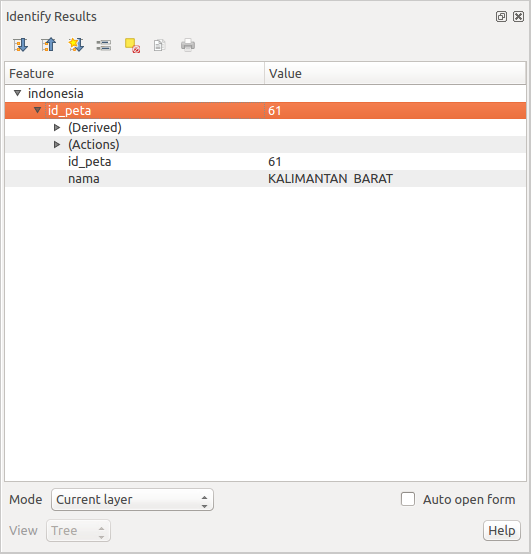 Identify Results
Feature Value
indonesia
id_peta 61
(Derived)
(Actions)
id_peta 61
nama KALIMANTAN BARAT
Mode Current layer Auto open form
View Tree Help